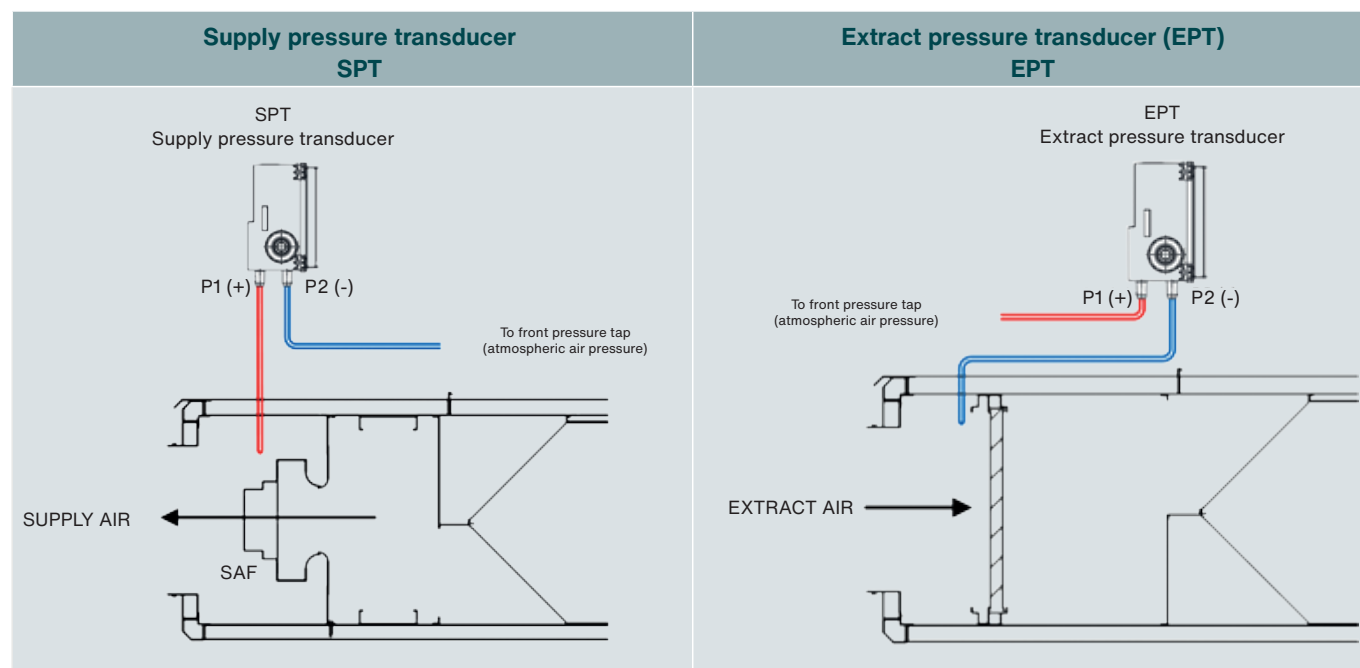 Supply pressure transducer
SPT
Extract pressure transducer (EPT)
EPT
SPT
Supply pressure transducer
P1 (+)
P2 (-)
To front pressure tap
(atmospheric air pressure)
SUPPLY AIR
SAF
EPT
Extract pressure transducer
P1 (+)
P2 (-)
To front pressure tap
(atmospheric air pressure)
EXTRACT AIR